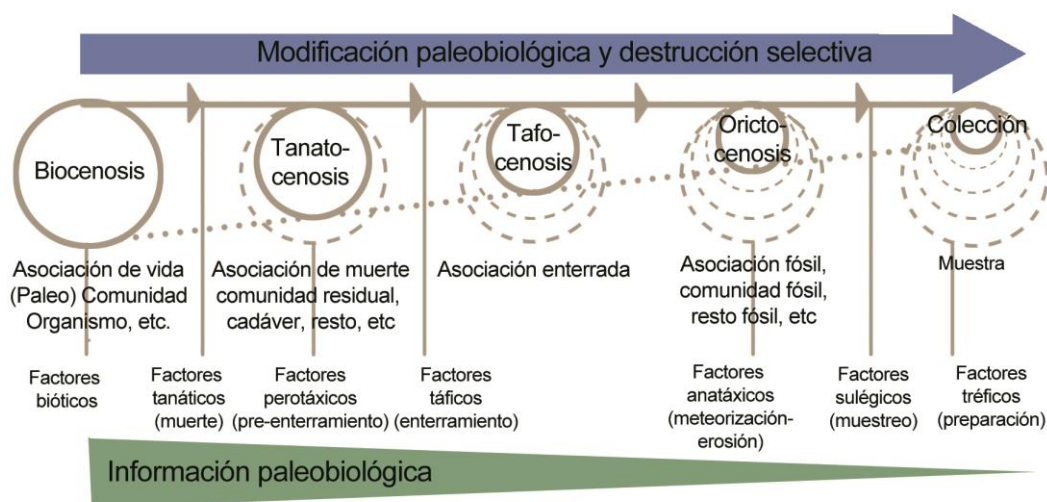 Modificación paleobiológica y destrucción selectiva
Biocenosis
Tanato-
cenosis
Tafo-
cenosis
Oricto-
cenosis
Colección
Asociación de vida
(Paleo) Comunidad
Organismo, etc.
Asociación de muerte
comunidad residual,
cadáver, resto, etc
Asociación enterrada
Asociación fósil,
comunidad fósil,
resto fósil, etc
Muestra
Factores
bióticos
Factores
tanáticos
(muerte)
Factores
perotáxicos
(pre-enterramiento)
Factores
táficos
(enterramiento)
Factores
anatáxicos
(meteorización-
erosión)
Factores
sulégicos
(muestreo)
Factores
tréficos
(preparación)
Información paleobiológica